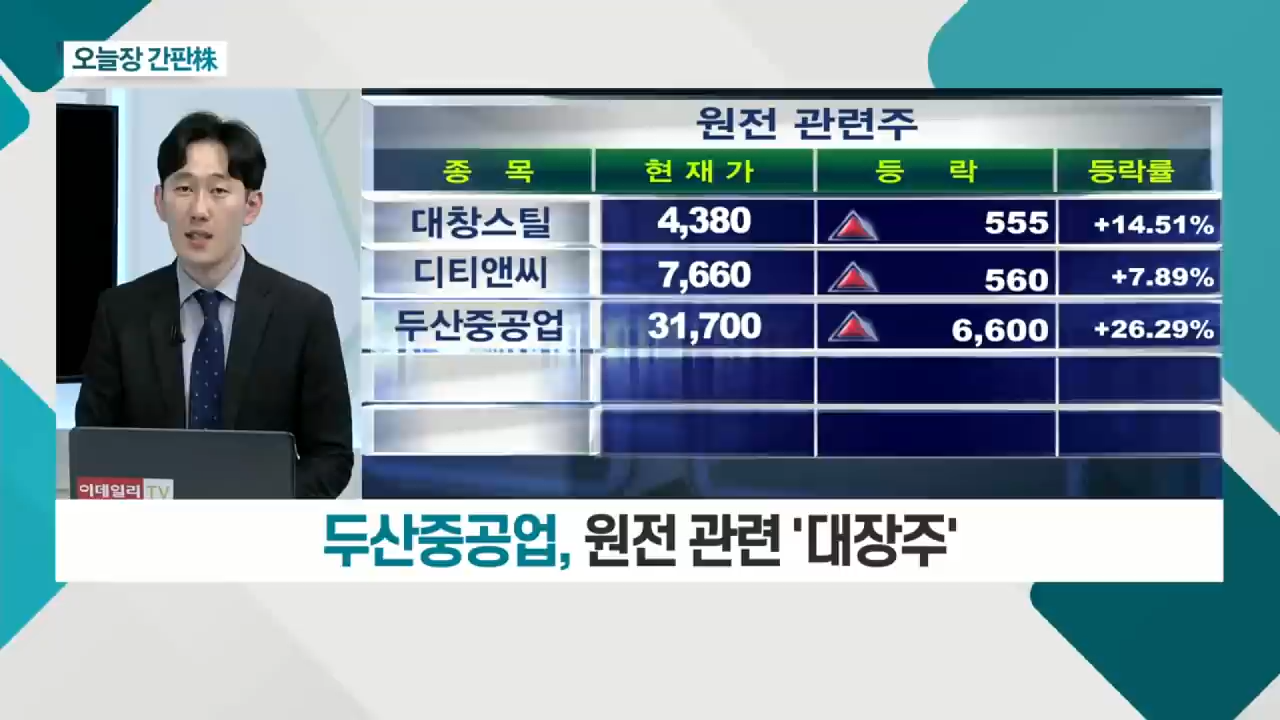 오늘장 간판株
원전 관련주
종 목 현 재 가 등 락 등락률
대창스틸 4,380 555 +14.51%
디티앤씨 7,660 560 +7.89%
두산중공업 31,700 6,600 +26.29%
이데일리 TV
두산중공업, 원전 관련 '대장주'